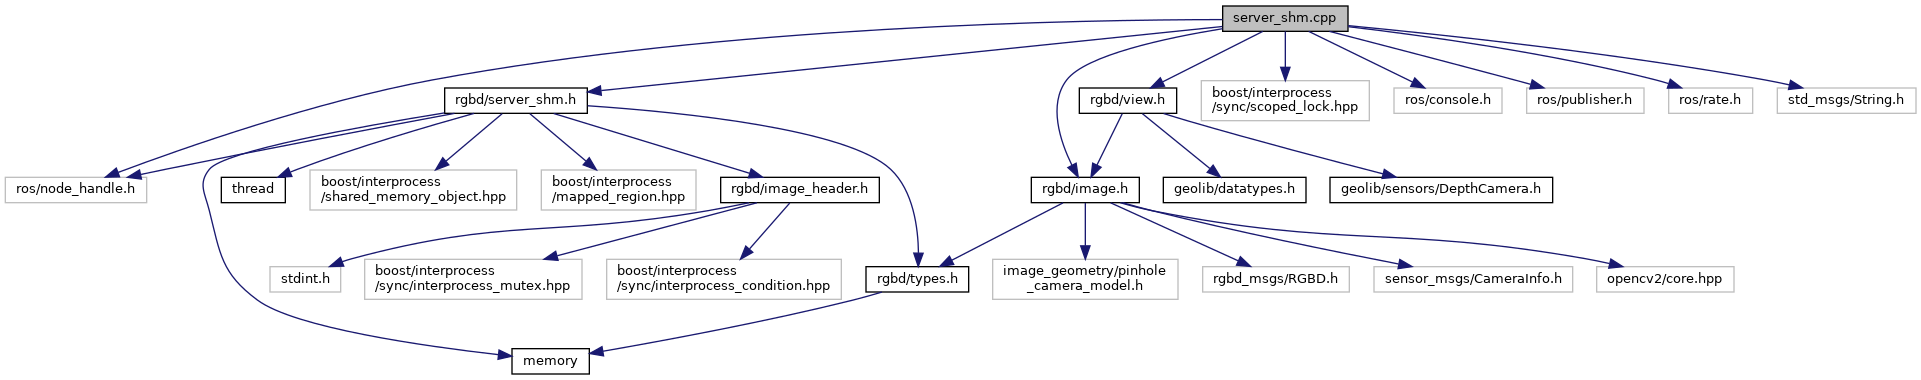 server_shm.cpp
rgbd/server_shm.h
rgbd/view.h
boost/interprocess
/sync/scoped_lock.hpp
ros/console.h
ros/publisher.h
ros/rate.h
std_msgs/String.h
ros/node_handle.h
thread
boost/interprocess
/shared_memory_object.hpp
boost/interprocess
/mapped_region.hpp
rgbd/image_header.h
rgbd/image.h
geolib/datatypes.h
geolib/sensors/DepthCamera.h
stdint.h
boost/interprocess
/sync/interprocess_mutex.hpp
boost/interprocess
/sync/interprocess_condition.hpp
rgbd/types.h
image_geometry/pinhole
_camera_model.h
rgbd_msgs/RGBD.h
sensor_msgs/CameraInfo.h
opencv2/core.hpp
memory